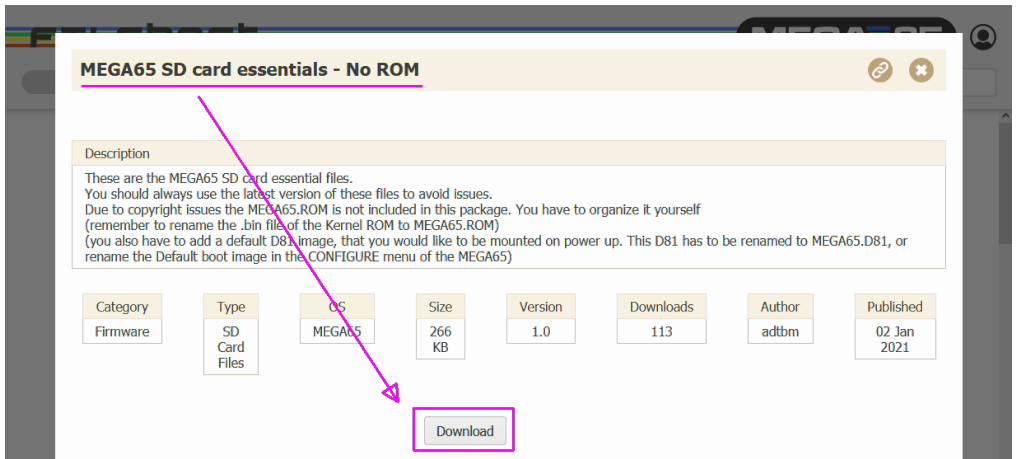 MEGA65 SD card essentials - No ROM
Description
These are the MEGA65 SD card essential files.
You should always use the latest version of these files to avoid issues.
Due to copyright issues the MEGA65.ROM is not included in this package. You have to organize it yourself
(remember to rename the .bin file of the Kernel ROM to MEGA65.ROM)
(you also have to add a default D81 image, that you would like to be mounted on power up. This D81 has to be renamed to MEGA65.D81, or
rename the Default boot image in the CONFIGURE menu of the MEGA65)
Category Type OS Size Version Downloads Author Published
Firmware SD MEGA65 266 1.0 113 adtbm 02 Jan
Card KB 2021
Files
Download